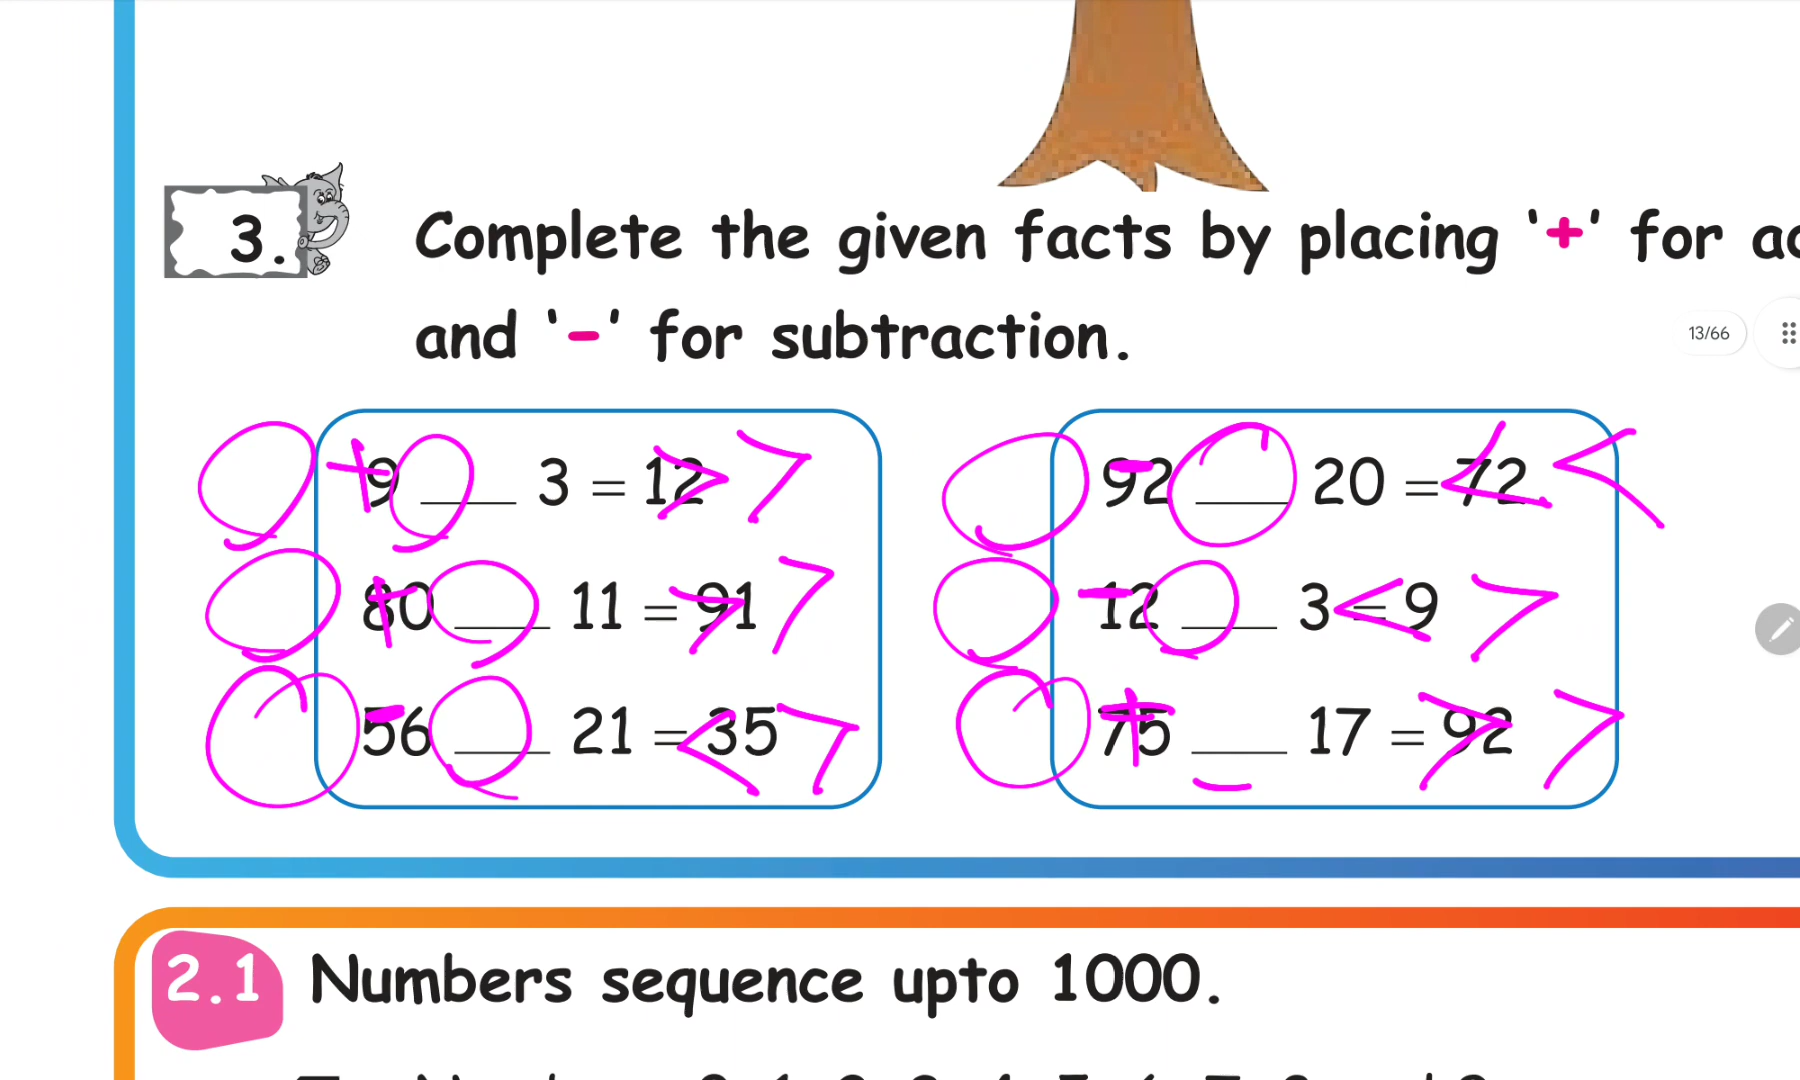 3. Complete the given facts by placing '+' for
and '-' for subtraction.
13/66
9 ___ 3 = 12
92 ___ 20 = 72
80 ___ 11 = 91
12 ___ 3 = 9
56 ___ 21 = 35
75 ___ 17 = 92
2.1 Numbers sequence upto 1000.